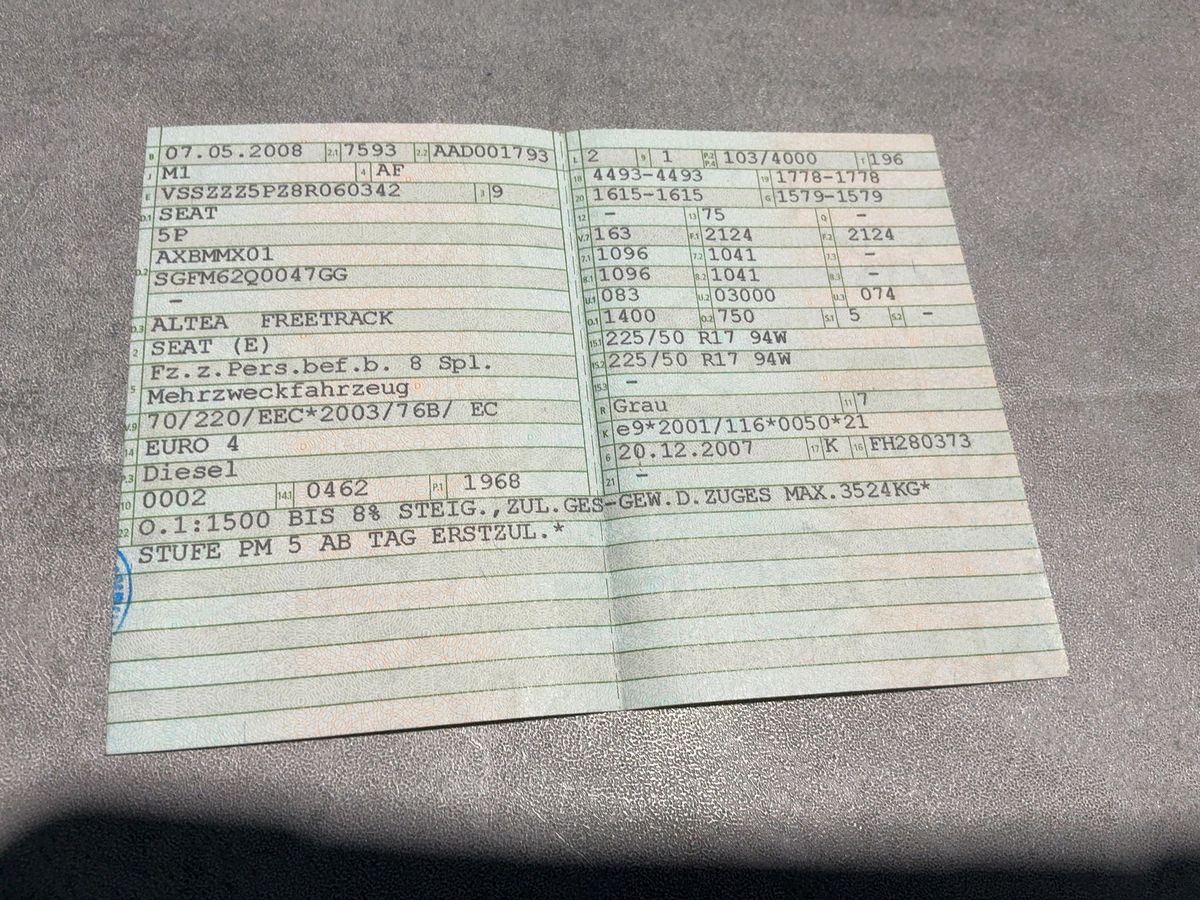 B 07.05.2008 2.1 7593 2.2 AAD001793
J M1 4 AF
E VSSZZZ5PZ8R060342 3 9
D.1 SEAT
5P
AXBMMX01
D.2 SGFM62Q0047GG
–
D.3 ALTEA FREETRACK
2 SEAT (E)
Fz.z.Pers.bef.b. 8 Spl.
5 Mehrzweckfahrzeug
V.9 70/220/EEC*2003/76B/ EC
14 EURO 4
P.3 Diesel
10 0002 14.1 0462 P.1 1968
L 2 9 1 P.2 P.4 103/4000 T 196
18 4493-4493 19 1778-1778
20 1615-1615 G 1579-1579
12 – 13 75 Q –
V.7 163 F.1 2124 F.2 2124
7.1 1096 7.2 1041 7.3 –
8.1 1096 8.2 1041 8.3 –
U.1 083 U.2 03000 U.3 074
O.1 1400 O.2 750 S.1 5 S.2 –
15.1 225/50 R17 94W
15.2 225/50 R17 94W
15.3 –
R Grau 11 7
K e9*2001/116*0050*21
6 20.12.2007 17 K 16 FH280373
21 –
22 O.1:1500 BIS 8% STEIG.,ZUL.GES-GEW.D.ZUGES MAX.3524KG*
STUFE PM 5 AB TAG ERSTZUL.*